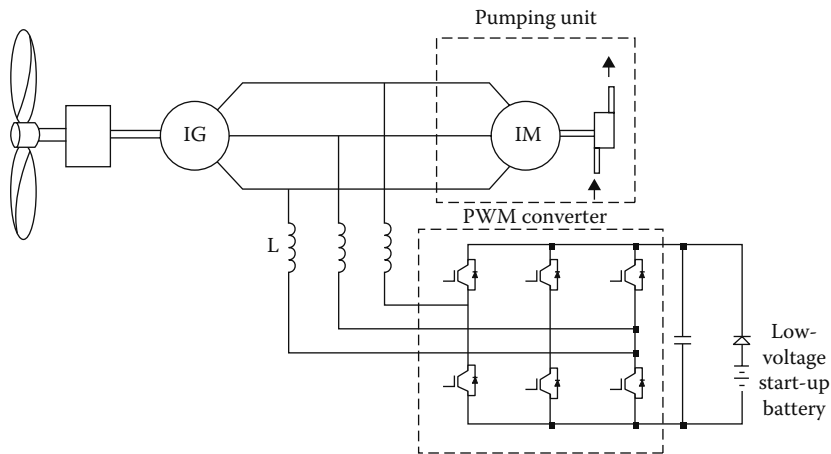 Pumping unit
IG
IM
PWM converter
L
Low-
voltage
start-up
battery